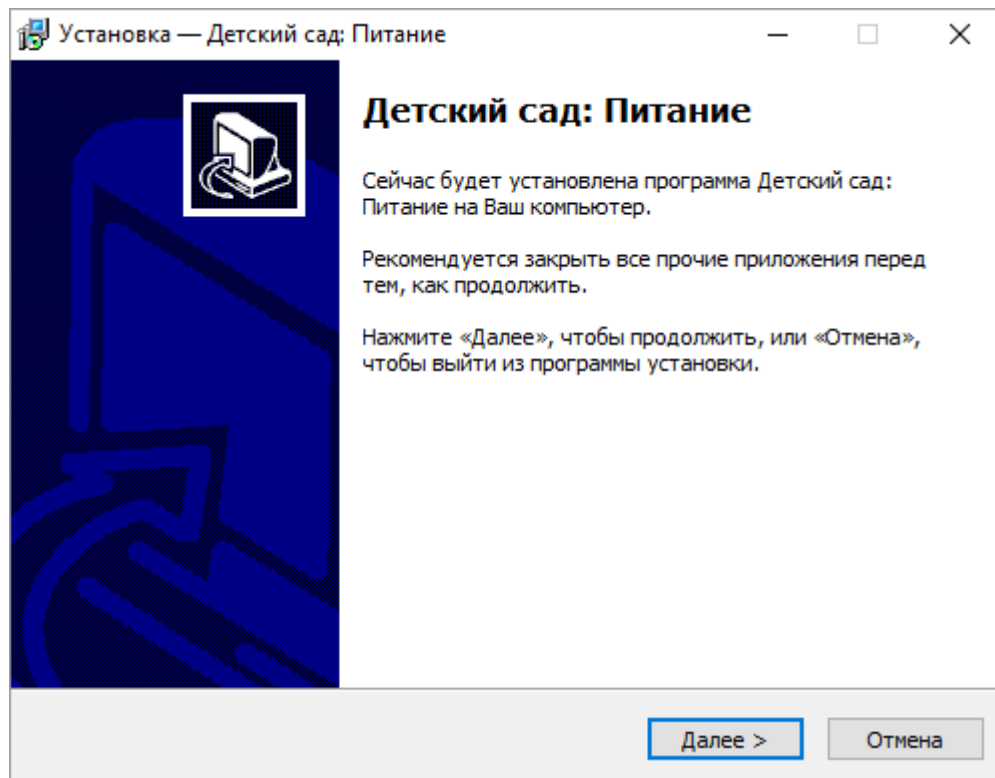 Установка — Детский сад: Питание
Детский сад: Питание
Сейчас будет установлена программа Детский сад:
Питание на Ваш компьютер.
Рекомендуется закрыть все прочие приложения перед
тем, как продолжить.
Нажмите «Далее», чтобы продолжить, или «Отмена»,
чтобы выйти из программы установки.
Далее >
Отмена